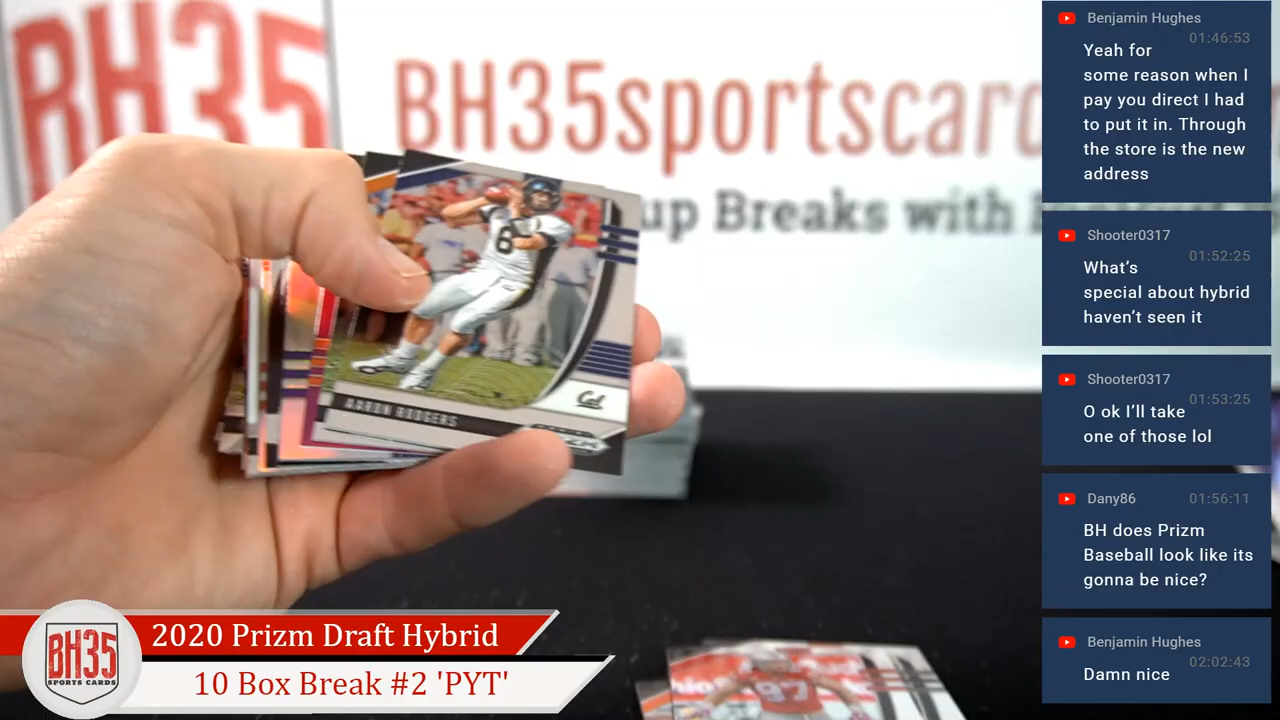 BH35
BH35sportscard
up Breaks with
8
Cal
AARON RODGERS
97
BH35
SPORTS CARDS
2020 Prizm Draft Hybrid
10 Box Break #2 'PYT'
Benjamin Hughes
01:46:53
Yeah for
some reason when I
pay you direct I had
to put it in. Through
the store is the new
address
Shooter0317
01:52:25
What's
special about hybrid
haven't seen it
Shooter0317
01:53:25
O ok I'll take
one of those lol
Dany86
01:56:11
BH does Prizm
Baseball look like its
gonna be nice?
Benjamin Hughes
02:02:43
Damn nice